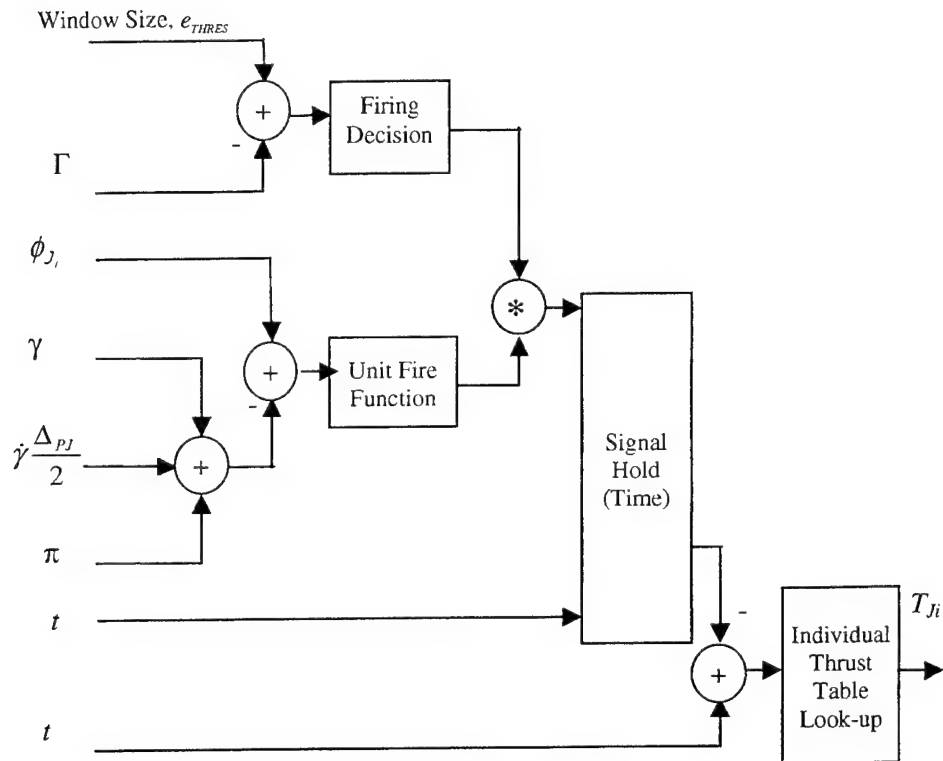 Window Size, e_THRES
+
-
Firing
Decision
Γ
ϕ_Ji
*
γ
+
-
Unit Fire
Function
γ̇ Δ_PJ / 2
+
Signal
Hold
(Time)
π
t
-
+
Individual
Thrust
Table
Look-up
T_Ji
t